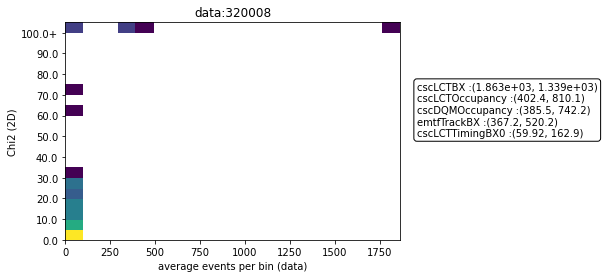 data:320008
100.0+
90.0
80.0
70.0
60.0
50.0
40.0
30.0
20.0
10.0
0.0
Chi2 (2D)
0
250
500
750
1000
1250
1500
1750
average events per bin (data)
cscLCTBX :(1.863e+03, 1.339e+03)
cscLCTOccupancy :(402.4, 810.1)
cscDQMOccupancy :(385.5, 742.2)
emtfTrackBX :(367.2, 520.2)
cscLCTTimingBX0 :(59.92, 162.9)